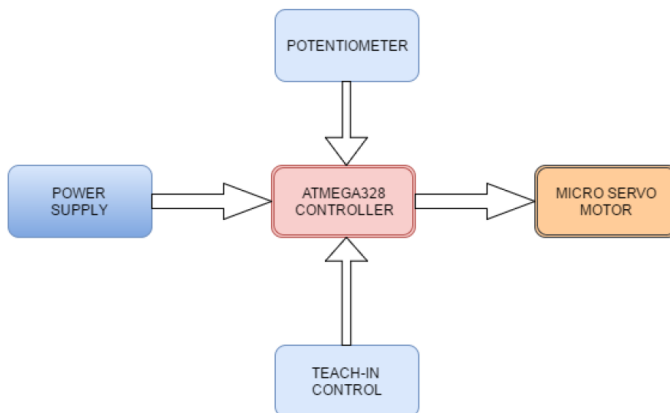 POTENTIOMETER
POWER
SUPPLY
ATMEGA328
CONTROLLER
MICRO SERVO
MOTOR
TEACH-IN
CONTROL